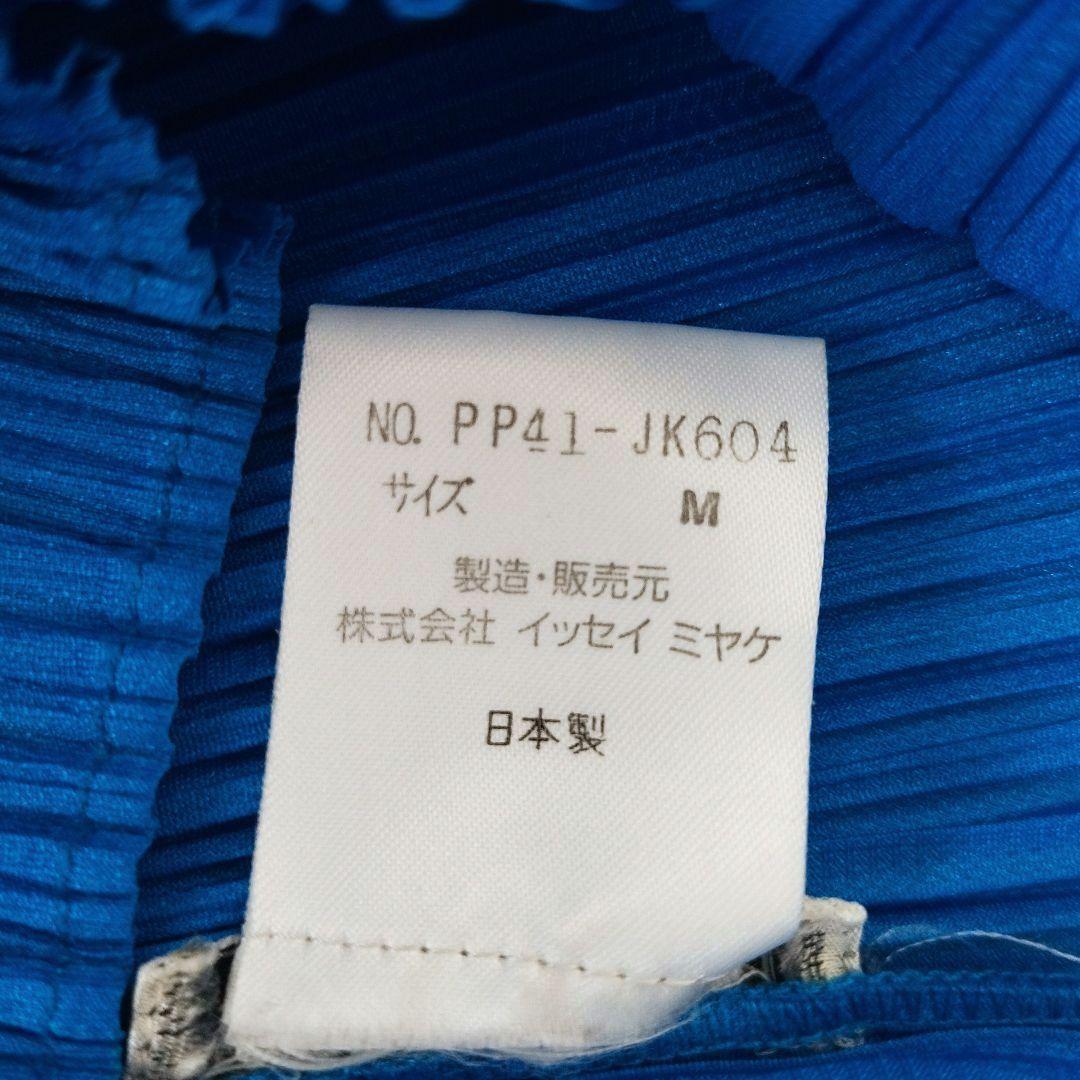 NO. PP41-JK604
サイズ M
製造・販売元
株式会社 イッセイ ミヤケ
日本製